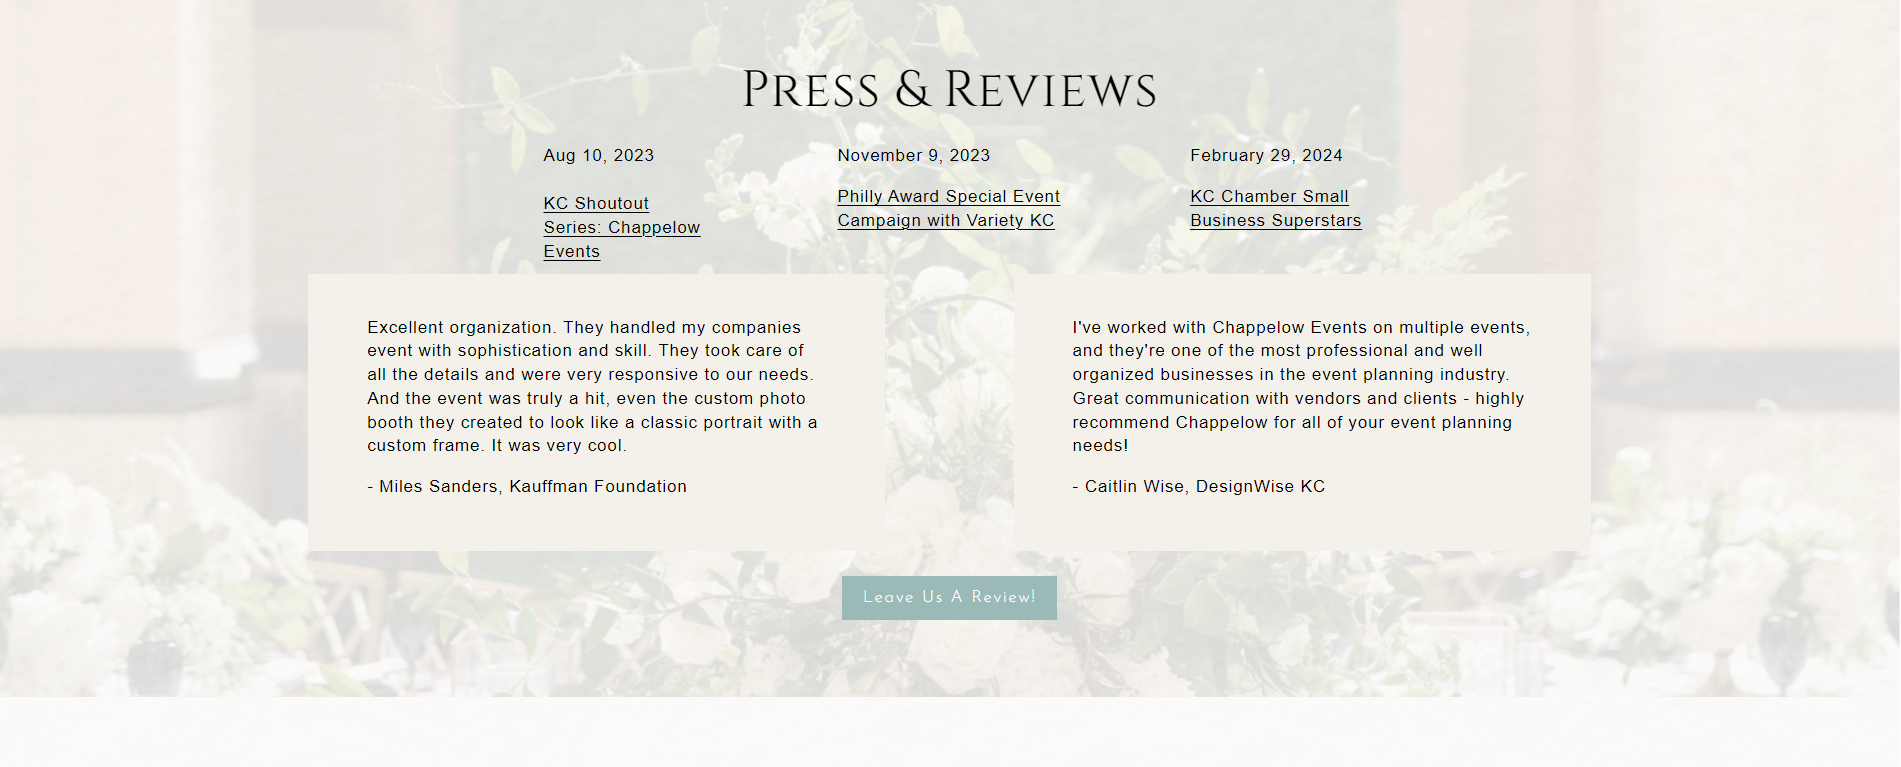 Press & Reviews
Aug 10, 2023
KC Shoutout
Series: Chappelow
Events
November 9, 2023
Philly Award Special Event
Campaign with Variety KC
February 29, 2024
KC Chamber Small
Business Superstars
Excellent organization. They handled my companies
event with sophistication and skill. They took care of
all the details and were very responsive to our needs.
And the event was truly a hit, even the custom photo
booth they created to look like a classic portrait with a
custom frame. It was very cool.
- Miles Sanders, Kauffman Foundation
I've worked with Chappelow Events on multiple events,
and they're one of the most professional and well
organized businesses in the event planning industry.
Great communication with vendors and clients - highly
recommend Chappelow for all of your event planning
needs!
- Caitlin Wise, DesignWise KC
Leave Us A Review!